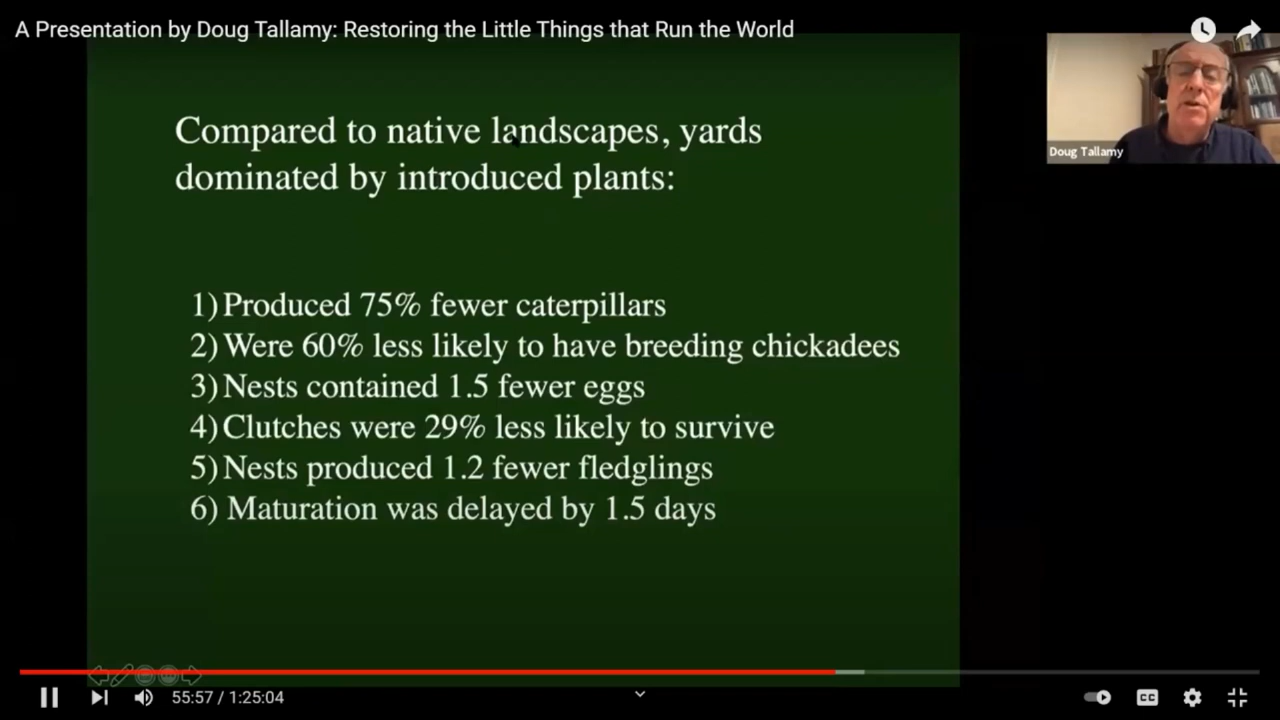 A Presentation by Doug Tallamy: Restoring the Little Things that Run the World
Compared to native landscapes, yards
dominated by introduced plants:
1) Produced 75% fewer caterpillars
2) Were 60% less likely to have breeding chickadees
3) Nests contained 1.5 fewer eggs
4) Clutches were 29% less likely to survive
5) Nests produced 1.2 fewer fledglings
6) Maturation was delayed by 1.5 days
Doug Tallamy
55:57 / 1:25:04
CC